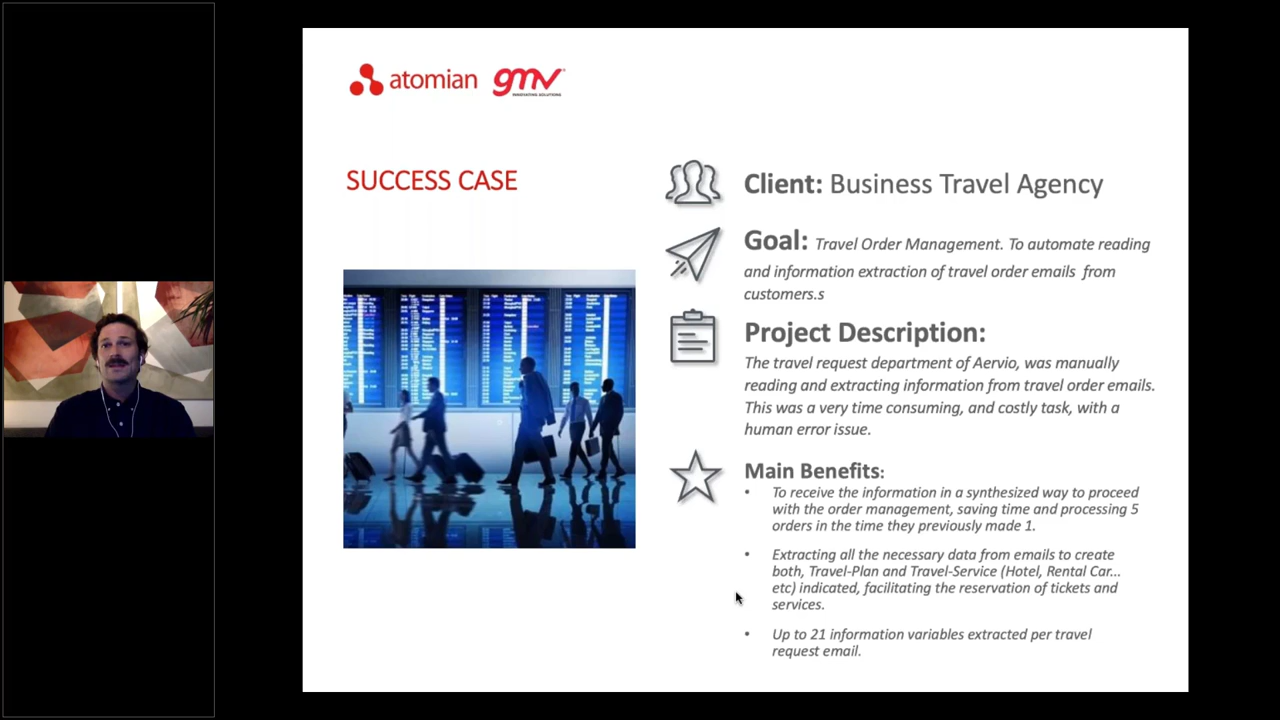 atomian gmv
INNOVATING SOLUTIONS
SUCCESS CASE
Client: Business Travel Agency
Goal: Travel Order Management. To automate reading
and information extraction of travel order emails from
customers.s
Project Description:
The travel request department of Aervio, was manually
reading and extracting information from travel order emails.
This was a very time consuming, and costly task, with a
human error issue.
Main Benefits:
• To receive the information in a synthesized way to proceed
with the order management, saving time and processing 5
orders in the time they previously made 1.
• Extracting all the necessary data from emails to create
both, Travel-Plan and Travel-Service (Hotel, Rental Car...
etc) indicated, facilitating the reservation of tickets and
services.
• Up to 21 information variables extracted per travel
request email.